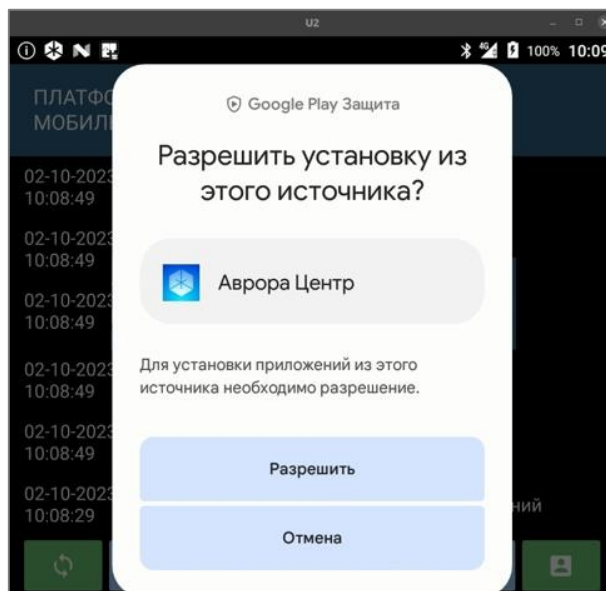 U2
100% 10:09
ПЛАТФО
МОБИЛЬ
Google Play Защита
Разрешить установку из
этого источника?
Аврора Центр
Для установки приложений из этого
источника необходимо разрешение.
Разрешить
Отмена
02-10-2023
10:08:49
02-10-2023
10:08:49
02-10-2023
10:08:49
02-10-2023
10:08:49
02-10-2023
10:08:49
02-10-2023
10:08:29
ний